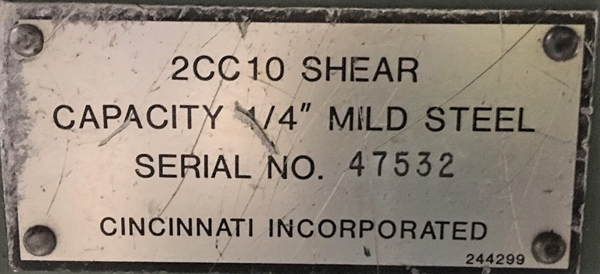 2CC10 SHEAR
CAPACITY 1/4" MILD STEEL
SERIAL NO. 47532
CINCINNATI INCORPORATED
244299